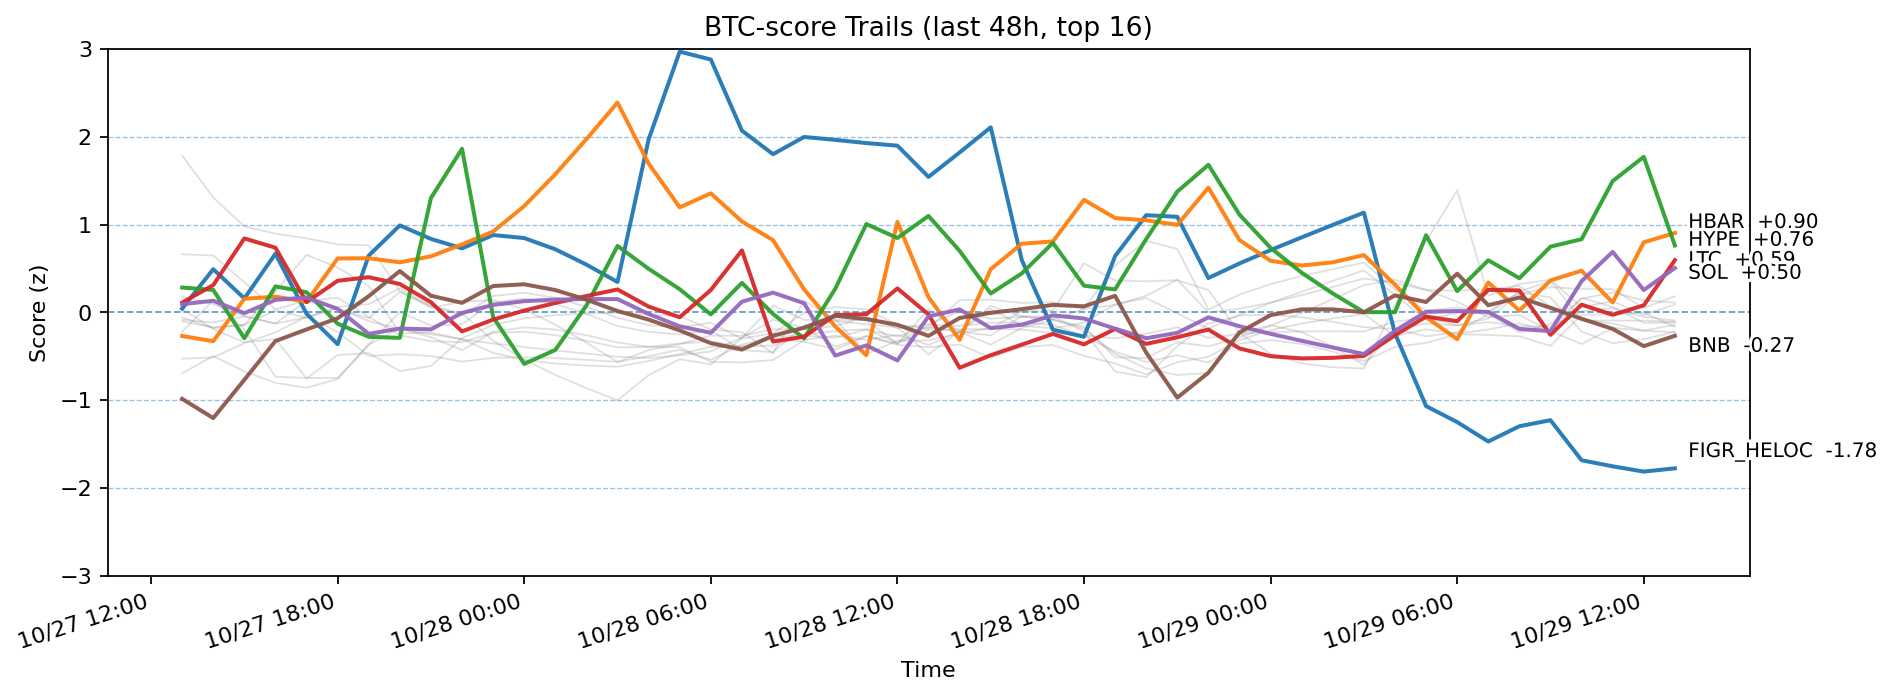 BTC-score Trails (last 48h, top 16)
Score (z)
3
2
1
0
−1
−2
−3
HBAR +0.90
HYPE +0.76
LTC +0.59
SOL +0.50
BNB -0.27
FIGR_HELOC -1.78
10/27 12:00
10/27 18:00
10/28 00:00
10/28 06:00
10/28 12:00
10/28 18:00
10/29 00:00
10/29 06:00
10/29 12:00
Time